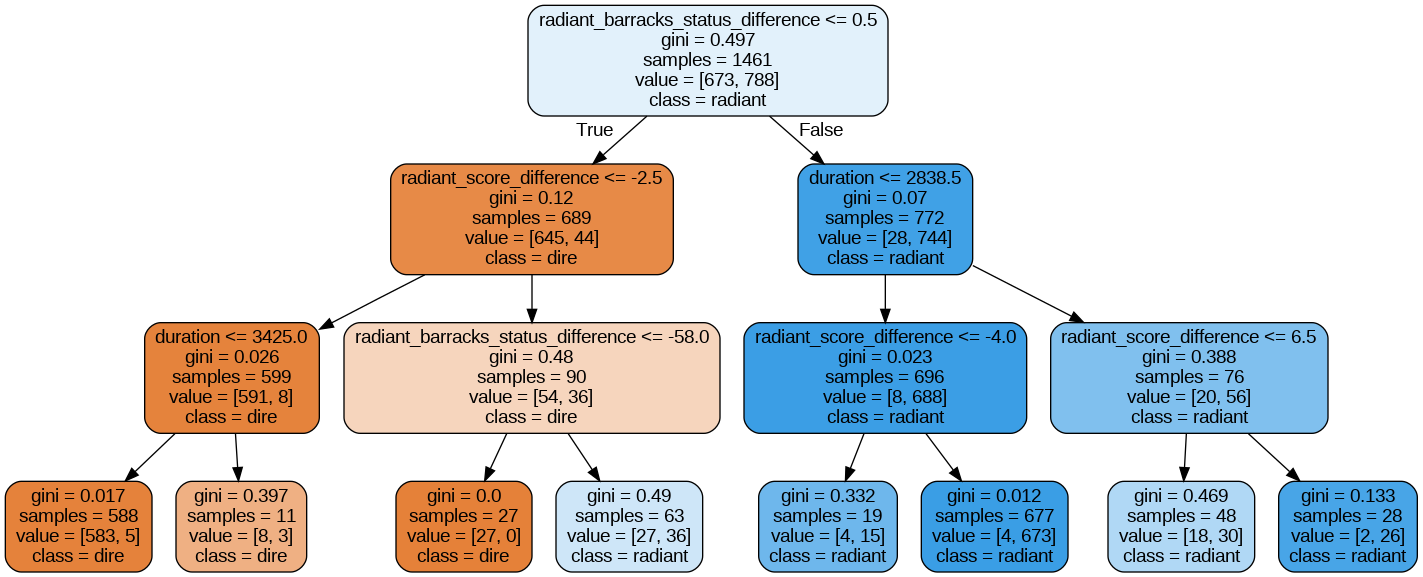 radiant_barracks_status_difference <= 0.5
gini = 0.497
samples = 1461
value = [673, 788]
class = radiant
True
False
radiant_score_difference <= -2.5
gini = 0.12
samples = 689
value = [645, 44]
class = dire
duration <= 2838.5
gini = 0.07
samples = 772
value = [28, 744]
class = radiant
duration <= 3425.0
gini = 0.026
samples = 599
value = [591, 8]
class = dire
radiant_barracks_status_difference <= -58.0
gini = 0.48
samples = 90
value = [54, 36]
class = dire
radiant_score_difference <= -4.0
gini = 0.023
samples = 696
value = [8, 688]
class = radiant
radiant_score_difference <= 6.5
gini = 0.388
samples = 76
value = [20, 56]
class = radiant
gini = 0.017
samples = 588
value = [583, 5]
class = dire
gini = 0.397
samples = 11
value = [8, 3]
class = dire
gini = 0.0
samples = 27
value = [27, 0]
class = dire
gini = 0.49
samples = 63
value = [27, 36]
class = radiant
gini = 0.332
samples = 19
value = [4, 15]
class = radiant
gini = 0.012
samples = 677
value = [4, 673]
class = radiant
gini = 0.469
samples = 48
value = [18, 30]
class = radiant
gini = 0.133
samples = 28
value = [2, 26]
class = radiant